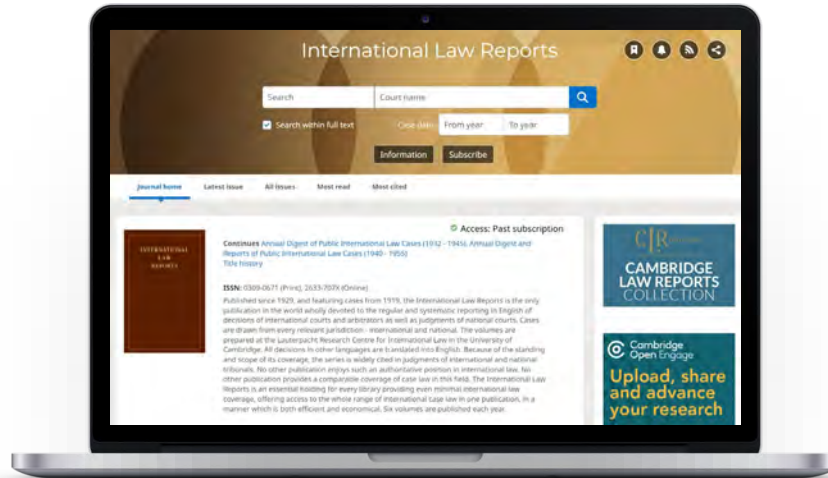 International Law Reports
Search
Court name
Search within full text
Case date:
From year
To year
Information
Subscribe
Journal home
Latest issue
All issues
Most read
Most cited
Access: Past subscription
INTERNATIONAL
LAW
REPORTS
Continues Annual Digest of Public International Law Cases (1932 - 1945), Annual Digest and
Reports of Public International Law Cases (1940 - 1955)
Title history
ISSN: 0309-0671 (Print), 2633-707X (Online)
Published since 1929, and featuring cases from 1919, the International Law Reports is the only
publication in the world wholly devoted to the regular and systematic reporting in English of
decisions of international courts and arbitrators as well as judgments of national courts. Cases
are drawn from every relevant jurisdiction - international and national. The volumes are
prepared at the Lauterpacht Research Centre for International Law in the University of
Cambridge. All decisions in other languages are translated into English. Because of the standing
and scope of its coverage, the series is widely cited in judgments of international and national
tribunals. No other publication enjoys such an authoritative position in international law. No
other publication provides a comparable coverage of case law in this field. The International Law
Reports is an essential holding for every library providing even minimal international law
coverage, offering access to the whole range of international case law in one publication, in a
manner which is both efficient and economical. Six volumes are published each year.
CAMBRIDGE
LAW REPORTS
COLLECTION
Cambridge
Open Engage
Upload, share
and advance
your research